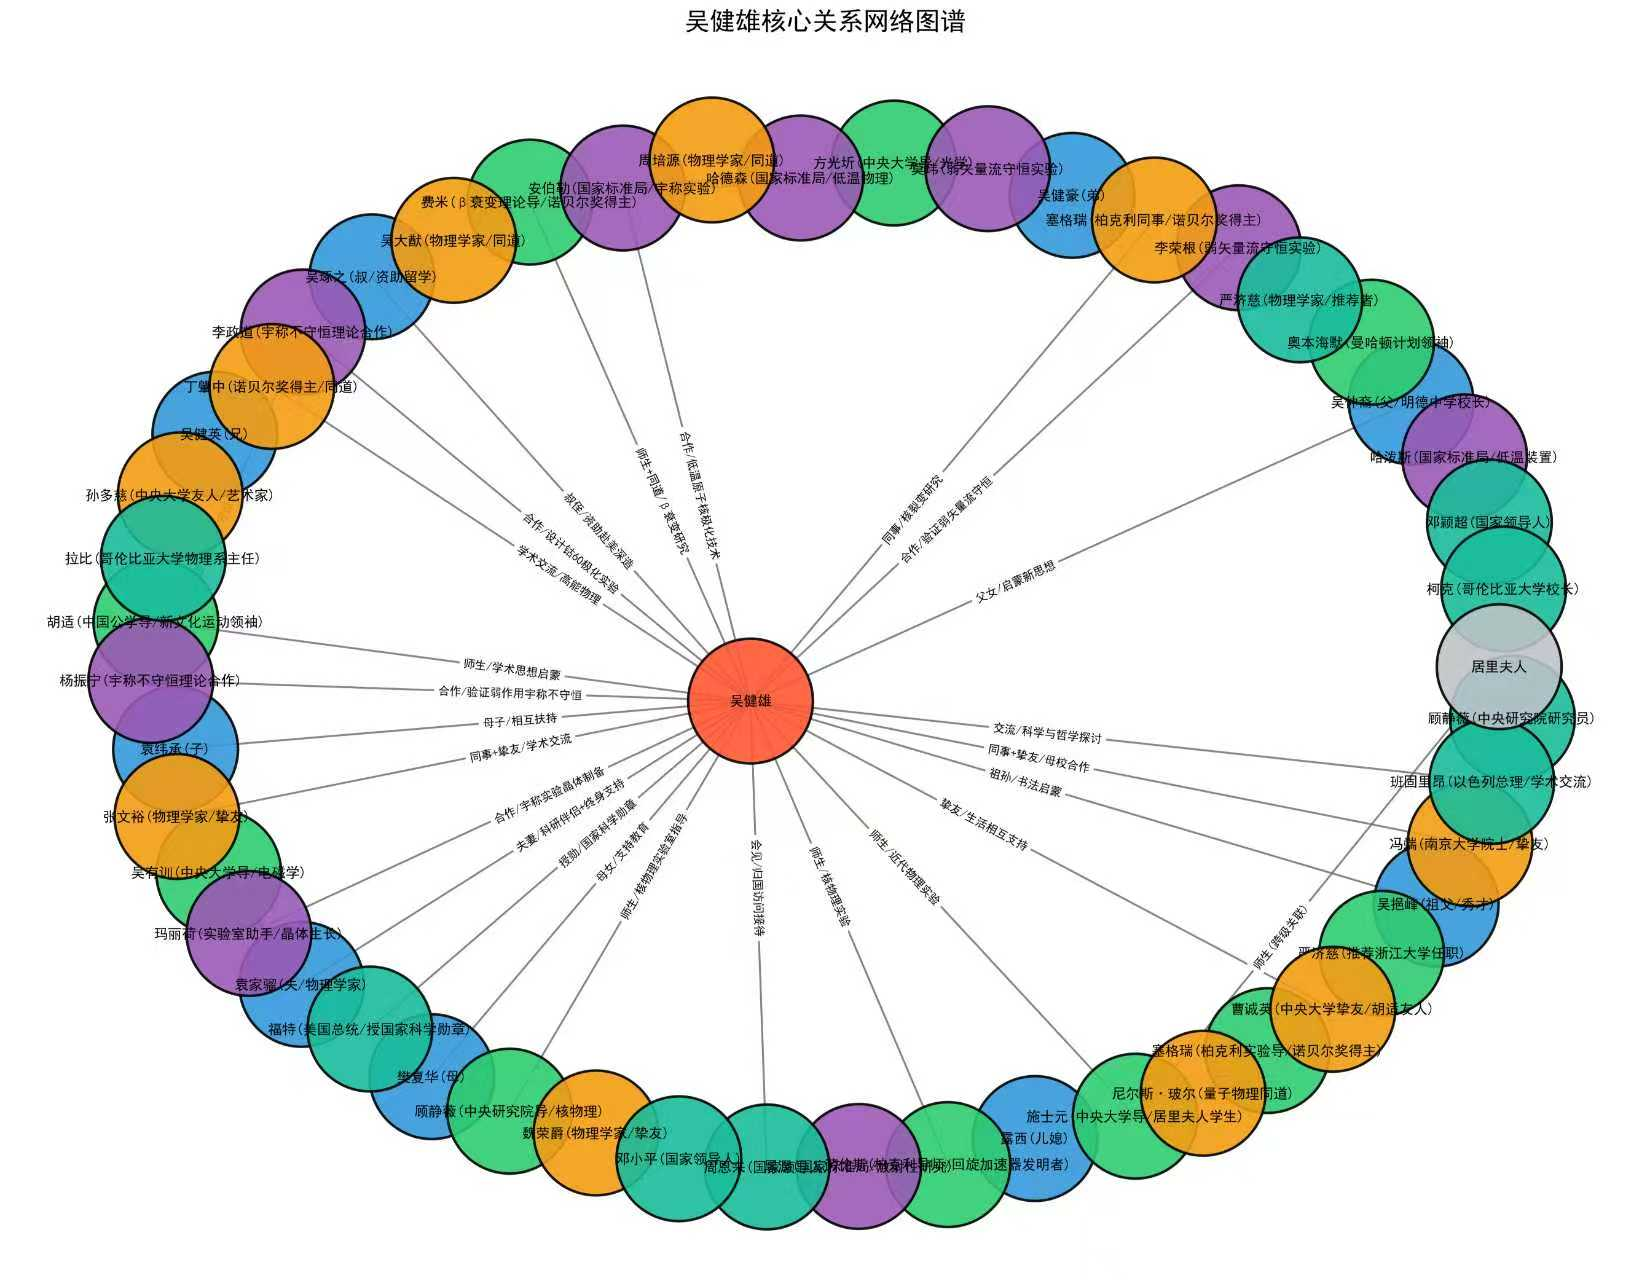 吴健雄核心关系网络图谱
周培源(物理学家/同道)
方光圻(中央大学导/光学)
莫玮(弱矢量流守恒实验)
哈德森(国家标准局/低温物理)
安伯勒(国家标准局/宇称实验)
费米(β衰变理论导/诺贝尔奖得主)
吴健豪(弟)
塞格瑞(柏克利同事/诺贝尔奖得主)
吴大猷(物理学家/同道)
李荣根(弱矢量流守恒实验)
吴琢之(叔/资助留学)
严济慈(物理学家/推荐者)
李政道(宇称不守恒理论合作)
奥本海默(曼哈顿计划领袖)
丁肇中(诺贝尔奖得主/同道)
吴仲裔(父/明德中学校长)
吴健英(兄)
哈泼斯(国家标准局/低温装置)
孙多慈(中央大学友人/艺术家)
邓颖超(国家领导人)
拉比(哥伦比亚大学物理系主任)
柯克(哥伦比亚大学校长)
胡适(中国公学导/新文化运动领袖)
居里夫人
杨振宁(宇称不守恒理论合作)
吴健雄
顾静薇(中央研究院研究员)
袁纬承(子)
班固里昂(以色列总理/学术交流)
张文裕(物理学家/挚友)
冯端(南京大学院士/挚友)
吴有训(中央大学导/电磁学)
吴挹峰(祖父/秀才)
玛丽荷(实验室助手/晶体生长)
严济慈(推荐浙江大学任职)
袁家骝(夫/物理学家)
曹诚英(中央大学挚友/胡适友人)
福特(美国总统/授国家科学勋章)
塞格瑞(柏克利实验导/诺贝尔奖得主)
樊复华(母)
尼尔斯·玻尔(量子物理同道)
顾静薇(中央研究院导/核物理)
施士元(中央大学导/居里夫人学生)
魏荣爵(物理学家/挚友)
露西(儿媳)
邓小平(国家领导人)
周恩来(国家
回旋加速器发明者)
合作/低温原子核极化技术
师生+同道/β衰变研究
叔侄/资助赴美深造
合作/设计钴60极化实验
学术交流/高能物理
同事/核裂变研究
合作/验证弱矢量流守恒
父女/启蒙新思想
师生/学术思想启蒙
合作/验证弱作用宇称不守恒
母子/相互扶持
同事+挚友/学术交流
合作/宇称实验晶体制备
夫妻/科研伴侣+终身支持
授勋/国家科学勋章
母女/支持教育
师生/核物理实验室指导
会见/归国访问接待
师生/核物理实验
师生/近代物理实验
挚友/生活相互支持
祖孙/书法启蒙
同事+挚友/母校合作
交流/科学与哲学探讨
师生(跨级关联)